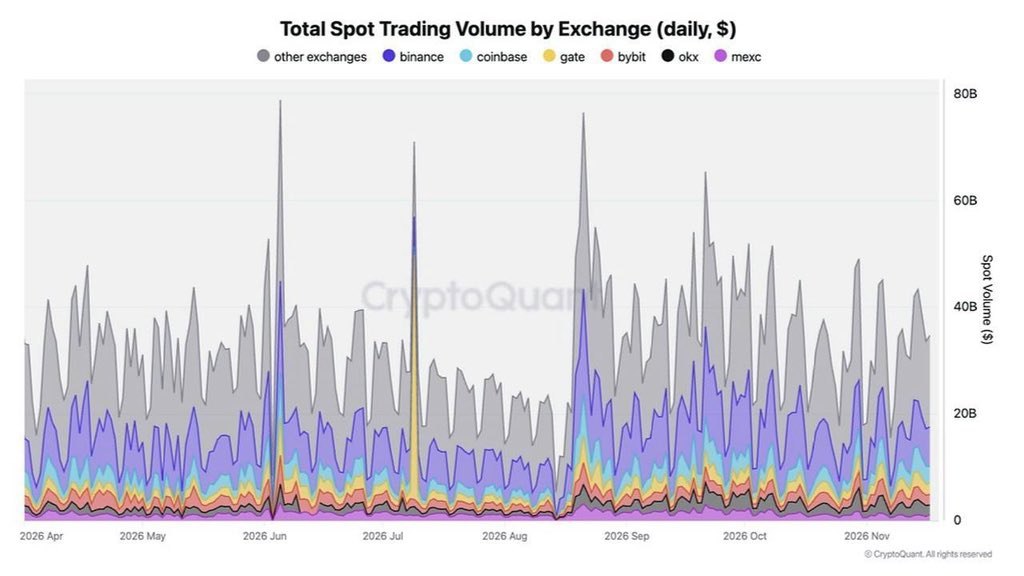 Total Spot Trading Volume by Exchange (daily, $)
other exchanges binance coinbase gate bybit okx mexc
80B
60B
CryptoQuant
40B
Spot Volume ($)
20B
0
2026 Apr 2026 May 2026 Jun 2026 Jul 2026 Aug 2026 Sep 2026 Oct 2026 Nov
© CryptoQuant. All rights reserved